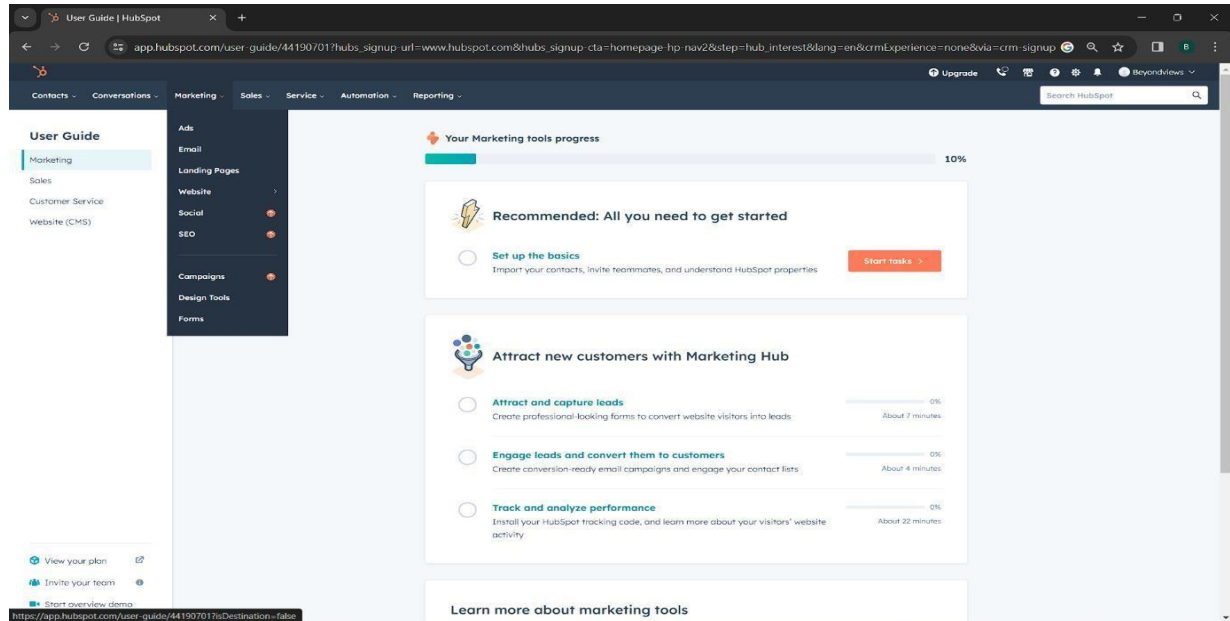 User Guide | HubSpot
app.hubspot.com/user-guide/44190701?hubs_signup-url=www.hubspot.com&hubs_signup-cta=homepage-hp-nav2&step=hub_interest&lang=en&crmExperience=none&via=crm-signup
B
Upgrade
Beyondviews
Contacts
Conversations
Marketing
Sales
Service
Automation
Reporting
Search HubSpot
User Guide
Marketing
Sales
Customer Service
Website (CMS)
Ads
Email
Landing Pages
Website
Social
SEO
Campaigns
Design Tools
Forms
Your Marketing tools progress
10%
Recommended: All you need to get started
Set up the basics
Import your contacts, invite teammates, and understand HubSpot properties
Start tasks
Attract new customers with Marketing Hub
Attract and capture leads
0%
Create professional-looking forms to convert website visitors into leads
About 7 minutes
Engage leads and convert them to customers
0%
Create conversion-ready email campaigns and engage your contact lists
About 4 minutes
Track and analyze performance
0%
Install your HubSpot tracking code, and learn more about your visitors' website
About 22 minutes
activity
Learn more about marketing tools
View your plan
Invite your team
Start overview demo
https://app.hubspot.com/user-guide/44190701?isDestination=false